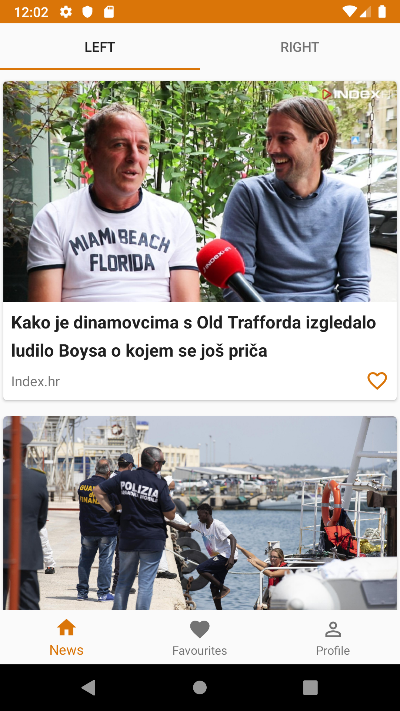 12:02
LEFT
RIGHT
INDEX
MIAMI BEACH
FLORIDA
INDEX.HR
Kako je dinamovcima s Old Trafforda izgledalo
ludilo Boysa o kojem se još priča
Index.hr
POLIZIA
News
Favourites
Profile